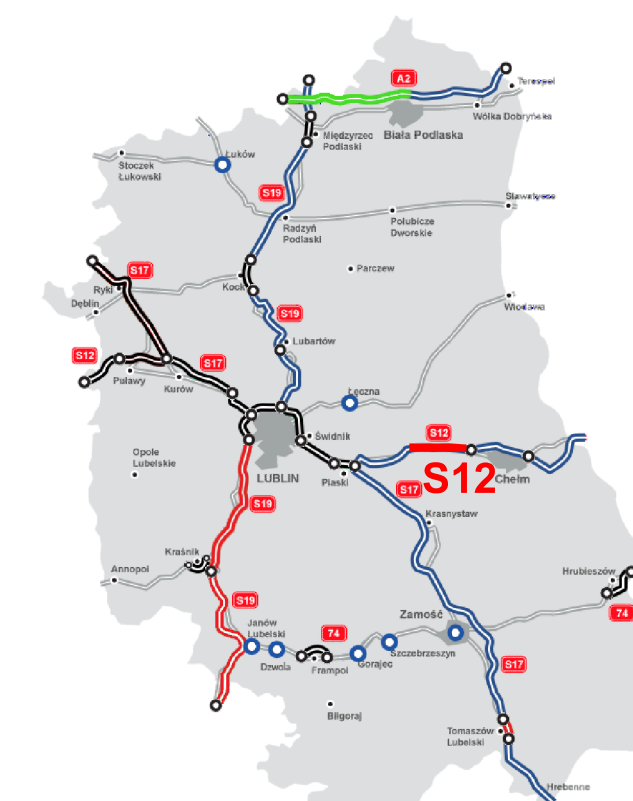 A2
Terespol
Wólka Dobryńska
Biała Podlaska
Międzyrzec
Podlaski
Stoczek
Łukowski
Łuków
S19
Sławatycze
Radzyń
Podlaski
Polubicze
Dworskie
S17
Ryki
Dęblin
Kock
Parczew
Włodawa
S19
Lubartów
S12
Puławy
S17
Kurów
Łęczna
Opole
Lubelskie
LUBLIN
Świdnik
Piaski
S12
S12
Chełm
S17
Krasnystaw
S19
Kraśnik
Annopol
S19
Hrubieszów
74
Zamość
Janów
Lubelski
74
Dzwola
Frampol
Gorajec
Szczebrzeszyn
S17
Biłgoraj
Tomaszów
Lubelski
Hrebenne